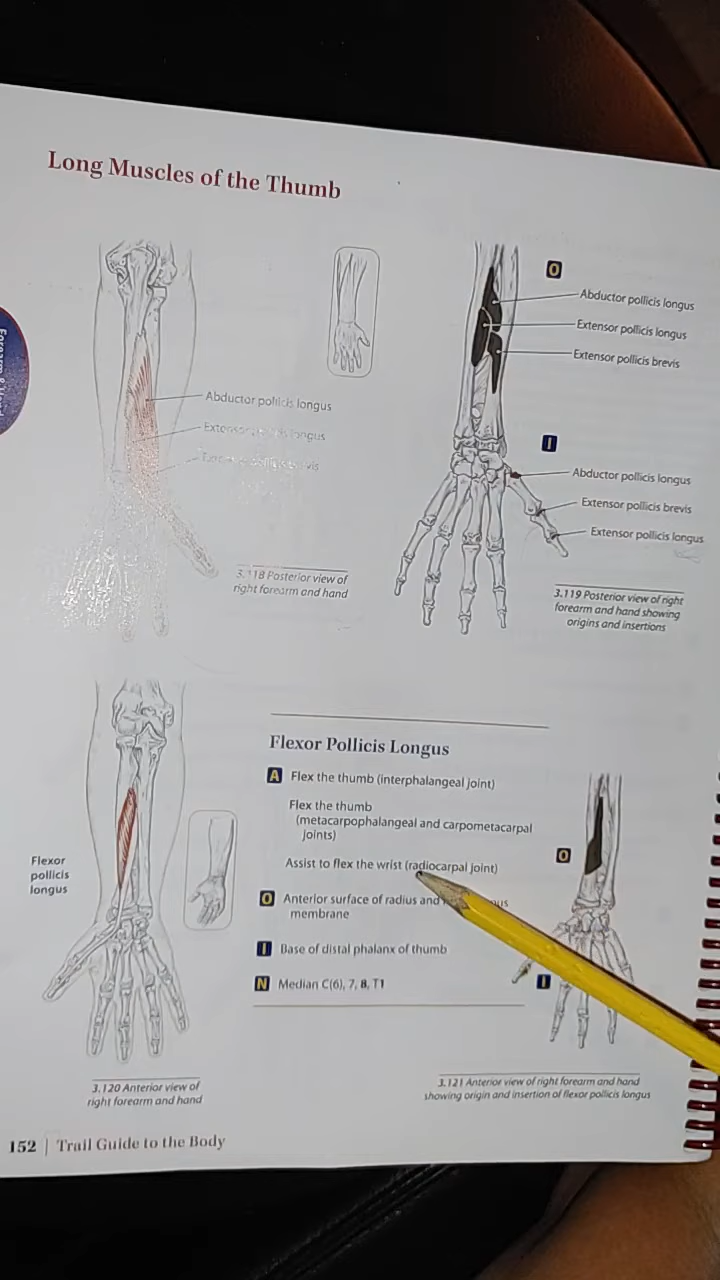 Long Muscles of the Thumb
Abductor pollicis longus
longus
3.118 Posterior view of
right forearm and hand
O
Abductor pollicis longus
Extensor pollicis longus
Extensor pollicis brevis
I
Abductor pollicis longus
Extensor pollicis brevis
Extensor pollicis longus
3.119 Posterior view of right
forearm and hand showing
origins and insertions
Flexor
pollicis
longus
3.120 Anterior view of
right forearm and hand
Flexor Pollicis Longus
A Flex the thumb (interphalangeal joint)
Flex the thumb
(metacarpophalangeal and carpometacarpal
joints)
Assist to flex the wrist (radiocarpal joint)
O Anterior surface of radius and
membrane
I Base of distal phalanx of thumb
N Median C(6), 7, 8, T1
O
I
3.121 Anterior view of right forearm and hand
showing origin and insertion of flexor pollicis longus
152 | Trail Guide to the Body